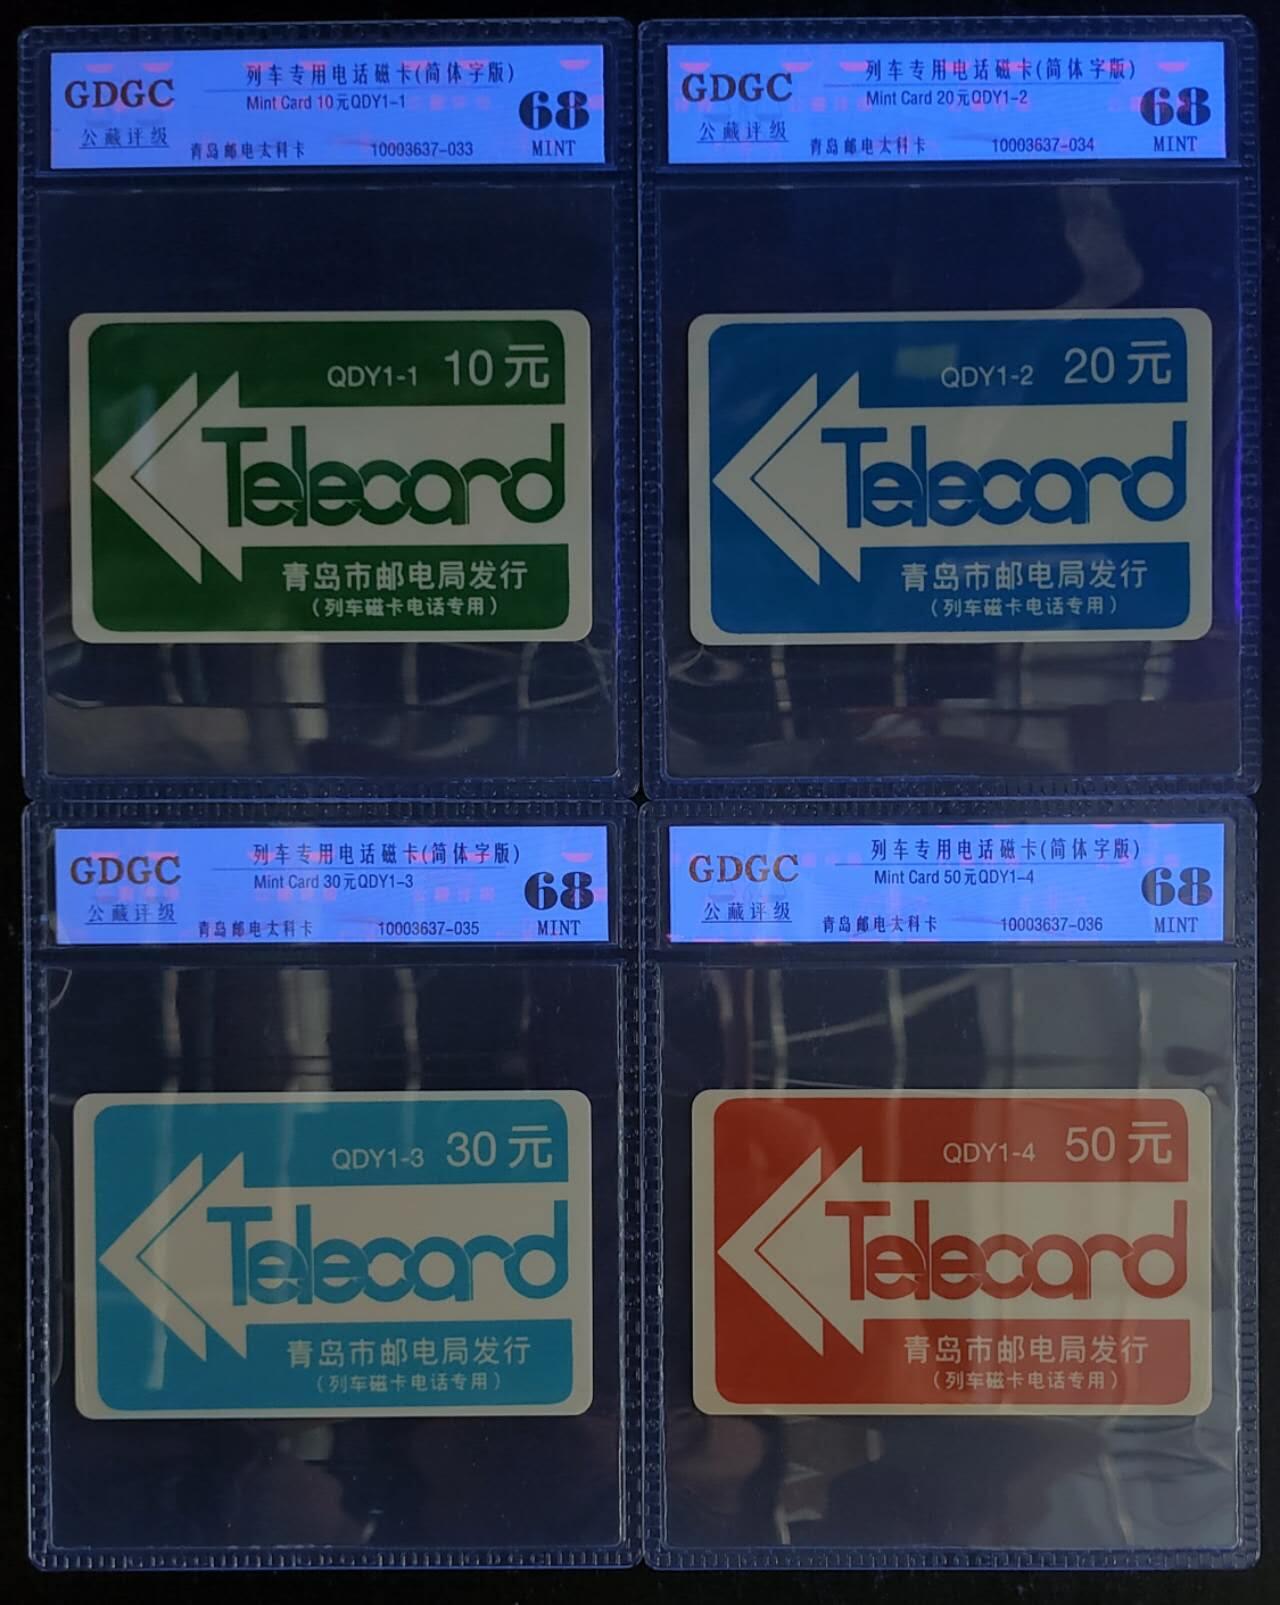 列车专用电话磁卡(简体字版)
GDGC
Mint Card 10元QDY1-1
68
公藏评级
青岛邮电太科卡
10003637-033
MINT
QDY1-1 10元
Telecard
青岛市邮电局发行
(列车磁卡电话专用)
列车专用电话磁卡(简体字版)
GDGC
Mint Card 20元QDY1-2
68
公藏评级
青岛邮电太科卡
10003637-034
MINT
QDY1-2 20元
Telecard
青岛市邮电局发行
(列车磁卡电话专用)
列车专用电话磁卡(简体字版)
GDGC
Mint Card 30元QDY1-3
68
公藏评级
青岛邮电太科卡
10003637-035
MINT
QDY1-3 30元
Telecard
青岛市邮电局发行
(列车磁卡电话专用)
列车专用电话磁卡(简体字版)
GDGC
Mint Card 50元QDY1-4
68
公藏评级
青岛邮电太科卡
10003637-036
MINT
QDY1-4 50元
Telecard
青岛市邮电局发行
(列车磁卡电话专用)